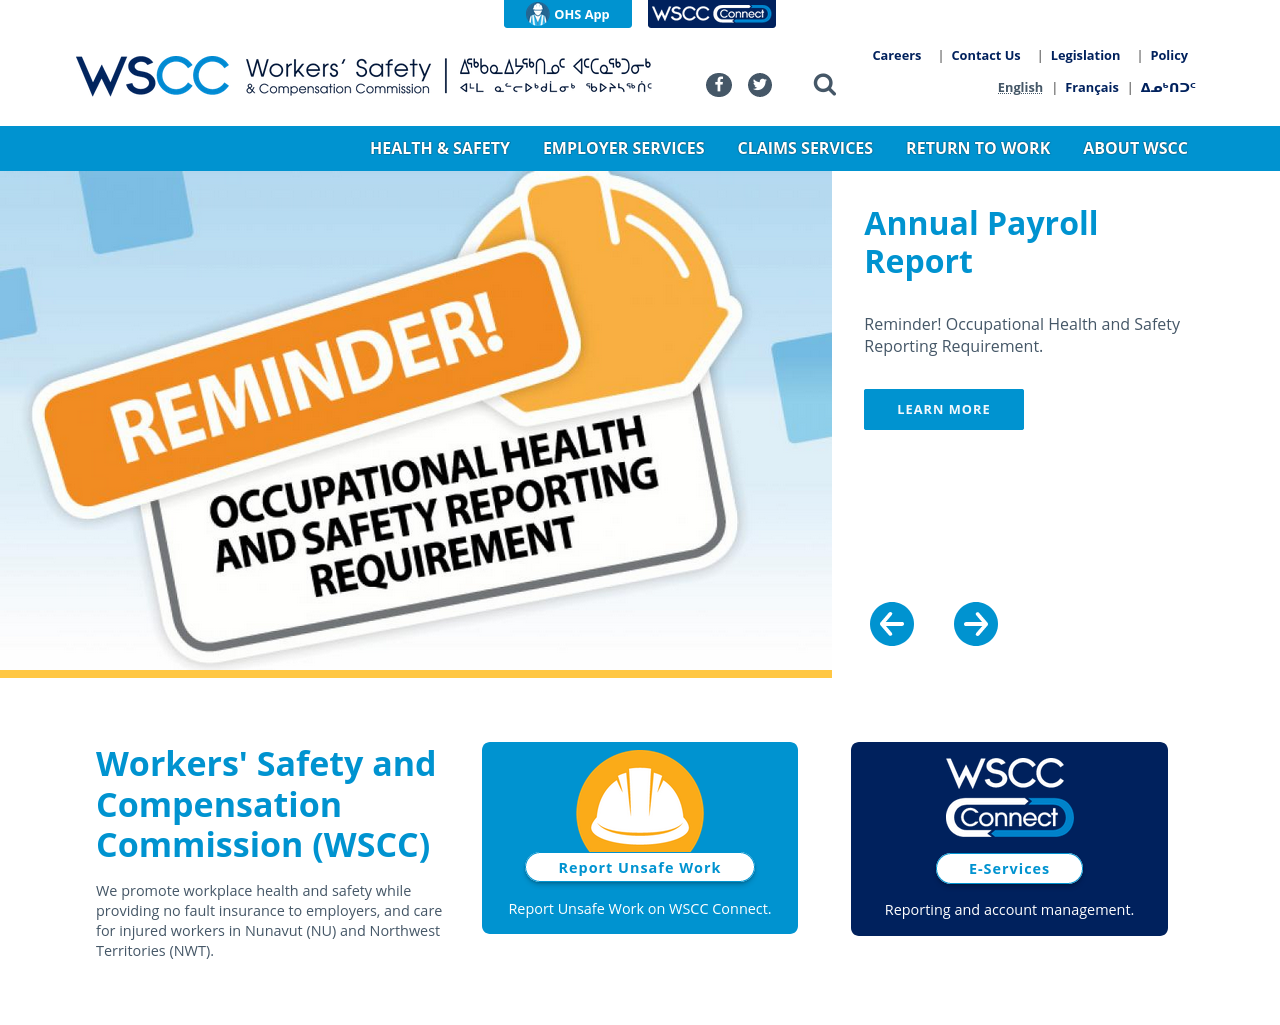 OHS App
WSCC Connect
WSCC
Workers' Safety
& Compensation Commission
ᐃᖅᑲᓇᐃᔭᖅᑎᓄᑦ ᐊᑦᑕᓇᖅᑐᓕᖕᓂᒃ
Careers | Contact Us | Legislation | Policy
English | Français | ᐃᓄᒃᑎᑐᑦ
HEALTH & SAFETY
EMPLOYER SERVICES
CLAIMS SERVICES
RETURN TO WORK
ABOUT WSCC
REMINDER!
OCCUPATIONAL HEALTH
AND SAFETY REPORTING
REQUIREMENT
Annual Payroll
Report
Reminder! Occupational Health and Safety
Reporting Requirement.
LEARN MORE
Workers' Safety and
Compensation
Commission (WSCC)
We promote workplace health and safety while
providing no fault insurance to employers, and care
for injured workers in Nunavut (NU) and Northwest
Territories (NWT).
Report Unsafe Work
Report Unsafe Work on WSCC Connect.
WSCC
Connect
E-Services
Reporting and account management.